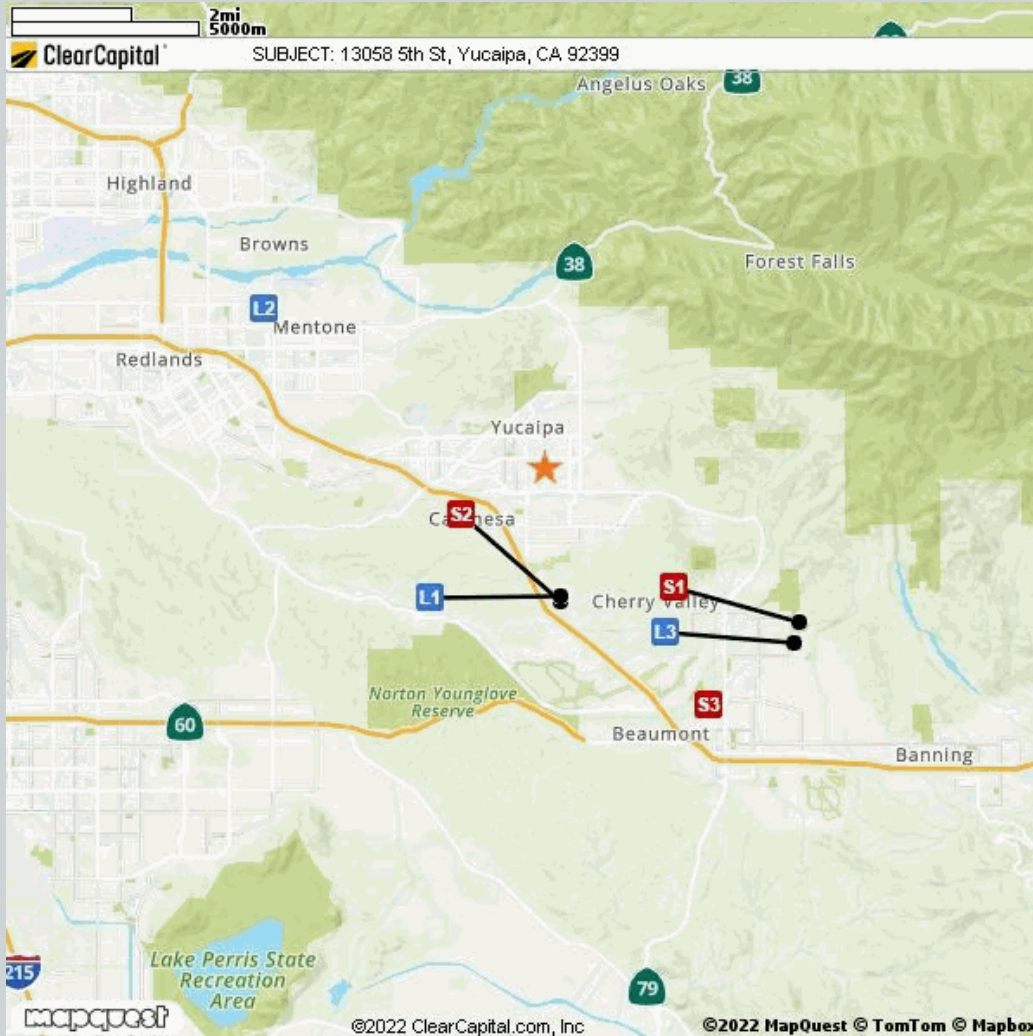 2mi
5000m
ClearCapital
SUBJECT: 13058 5th St, Yucaipa, CA 92399
38
Angelus Oaks
Highland
Browns
38
Forest Falls
L2
Mentone
Redlands
Yucaipa
S2
L1
S1
Cherry Valley
L3
Norton Younglove
Reserve
S3
60
Beaumont
Banning
Lake Perris State
Recreation
Area
215
79
mapquest
©2022 ClearCapital.com, Inc
©2022 MapQuest © TomTom © Mapbo